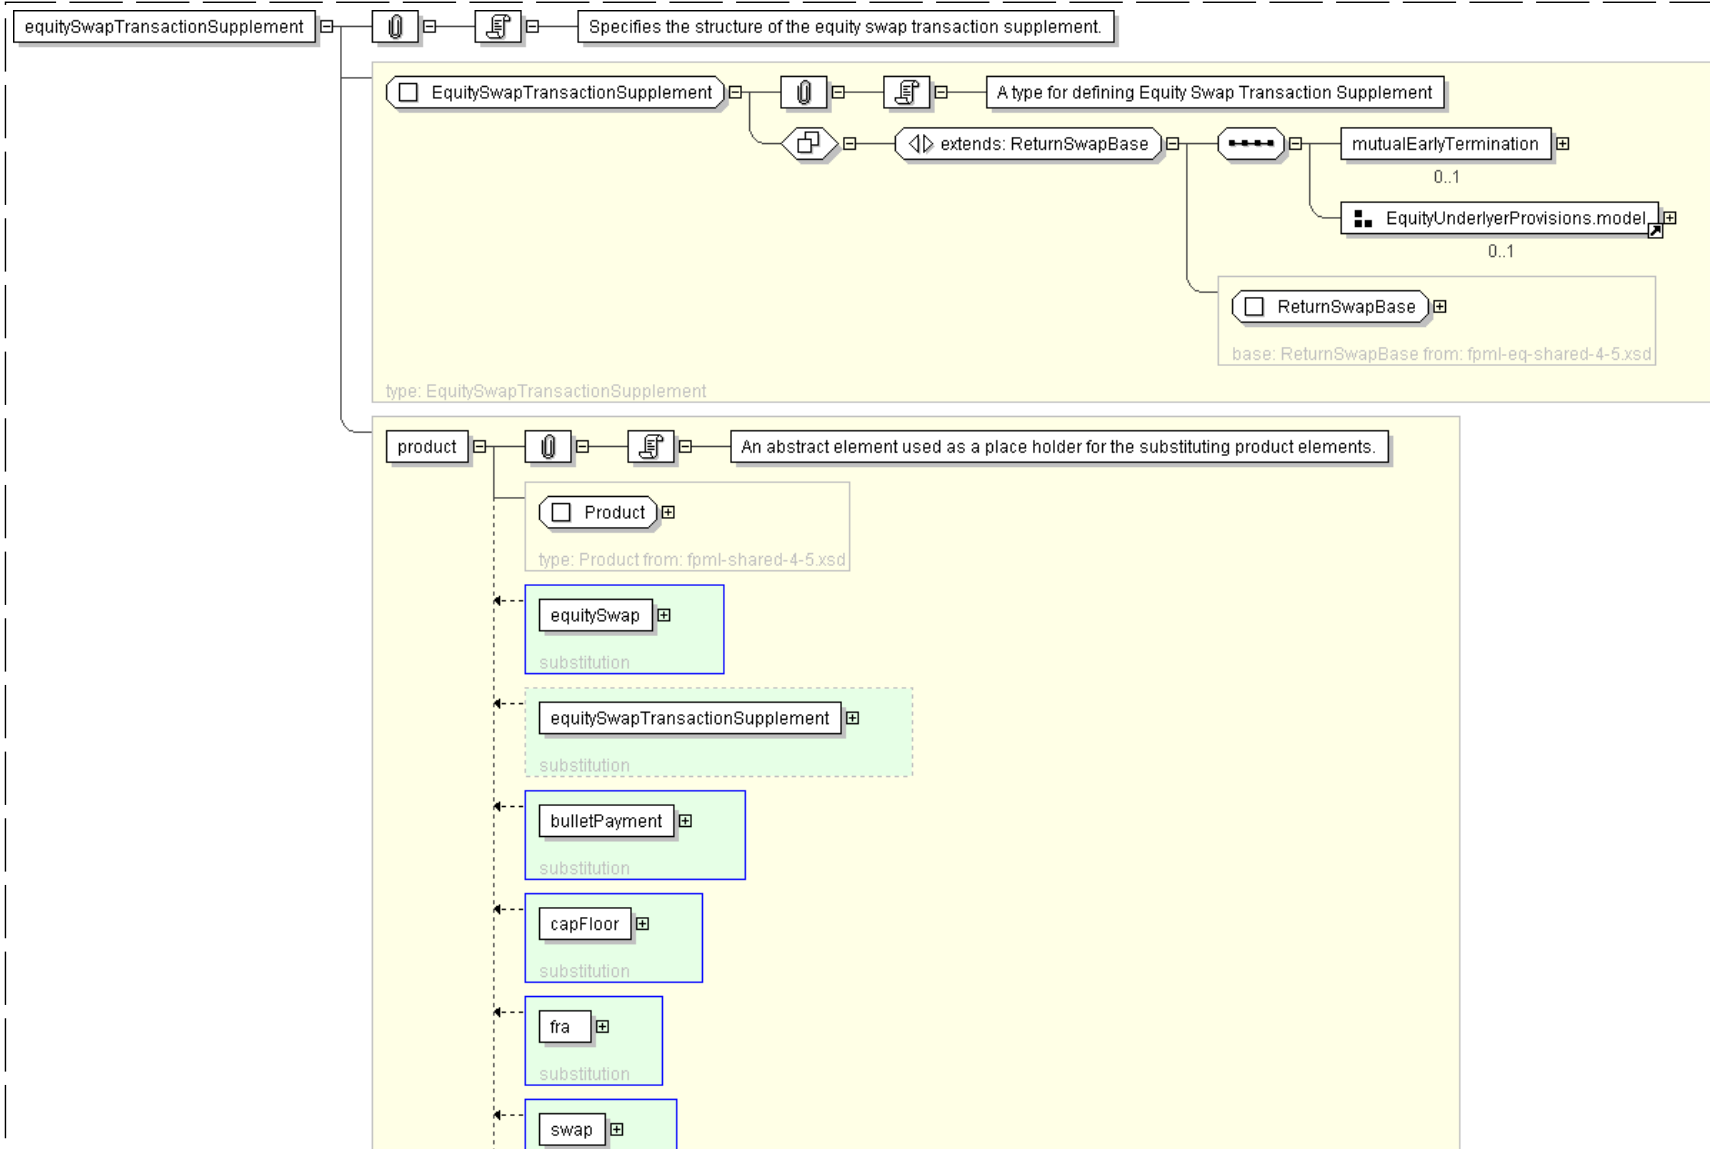 equitySwapTransactionSupplement
Specifies the structure of the equity swap transaction supplement.
EquitySwapTransactionSupplement
A type for defining Equity Swap Transaction Supplement
extends: ReturnSwapBase
mutualEarlyTermination
0..1
EquityUnderlyerProvisions.model
0..1
ReturnSwapBase
base: ReturnSwapBase from: fpml-eq-shared-4-5.xsd
type: EquitySwapTransactionSupplement
product
An abstract element used as a place holder for the substituting product elements.
Product
type: Product from: fpml-shared-4-5.xsd
equitySwap
substitution
equitySwapTransactionSupplement
substitution
bulletPayment
substitution
capFloor
substitution
fra
substitution
swap